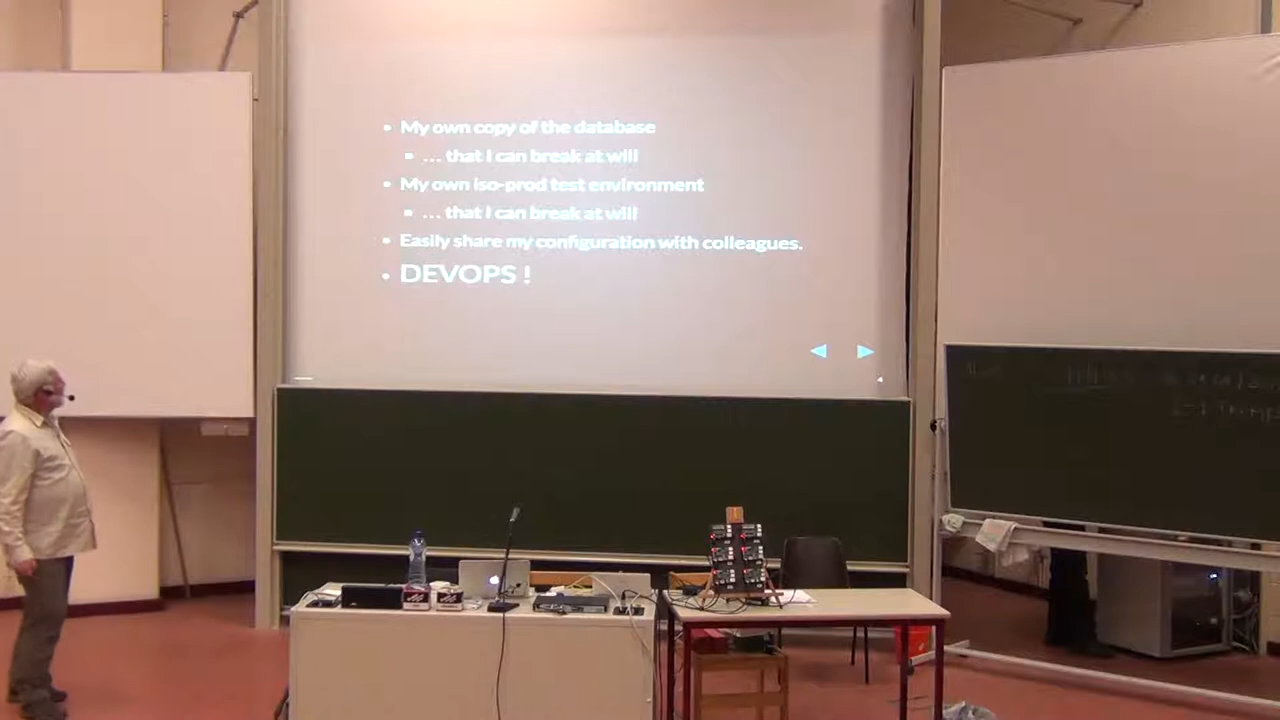 • My own copy of the database
▪ ... that I can break at will
• My own iso-prod test environment
▪ ... that I can break at will
• Easily share my configuration with colleagues.
• DEVOPS !
4